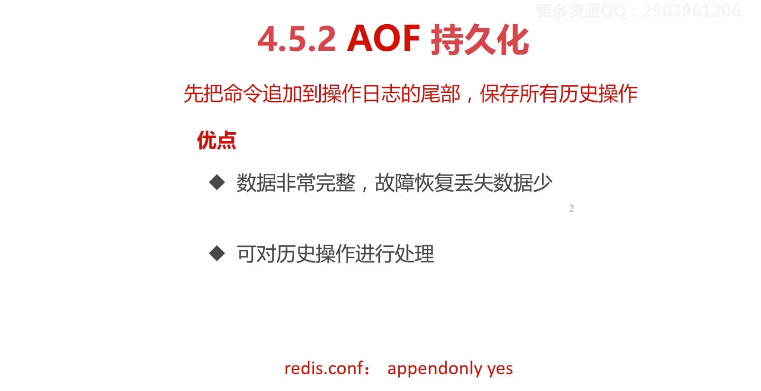 更多资源QQ：2503961206
4.5.2 AOF 持久化
先把命令追加到操作日志的尾部，保存所有历史操作
优点
◆ 数据非常完整，故障恢复丢失数据少
2
◆ 可对历史操作进行处理
redis.conf： appendonly yes